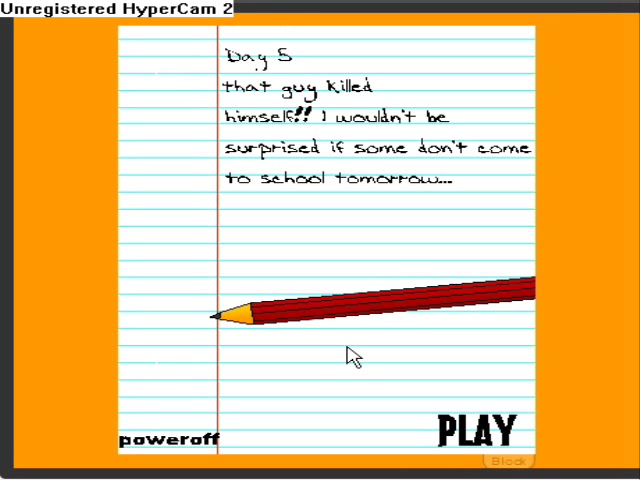 Unregistered HyperCam 2
Day 5
that guy killed
himself!! I wouldn't be
surprised if some don't come
to school tomorrow...
poweroff
PLAY
Block